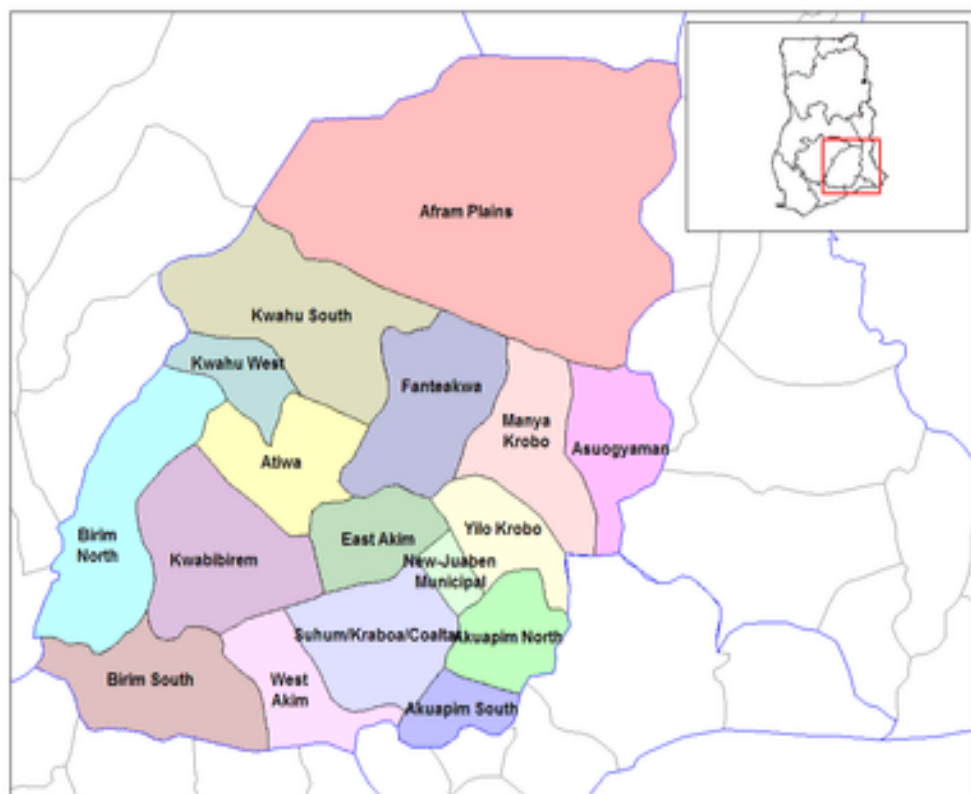 Afram Plains
Kwahu South
Kwahu West
Fanteakwa
Manya
Krobo
Asuogyaman
Atiwa
Birim
North
Kwabibirem
East Akim
Yilo Krobo
New-Juaben
Municipal
Suhum/Kraboa/Coaltar
Akuapim North
Birim South
West
Akim
Akuapim South